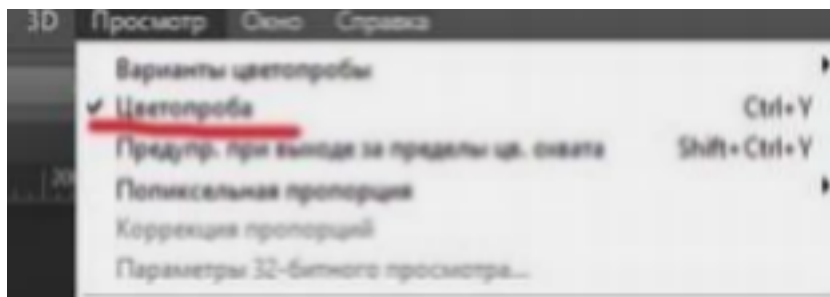 3D Просмотр Окно Справка
Варианты цветопробы
✔ Цветопроба Ctrl+Y
Предупр. при выходе за пределы цв. охвата Shift+Ctrl+Y
Попиксельная пропорция
Коррекция пропорций
Параметры 32-битного просмотра...